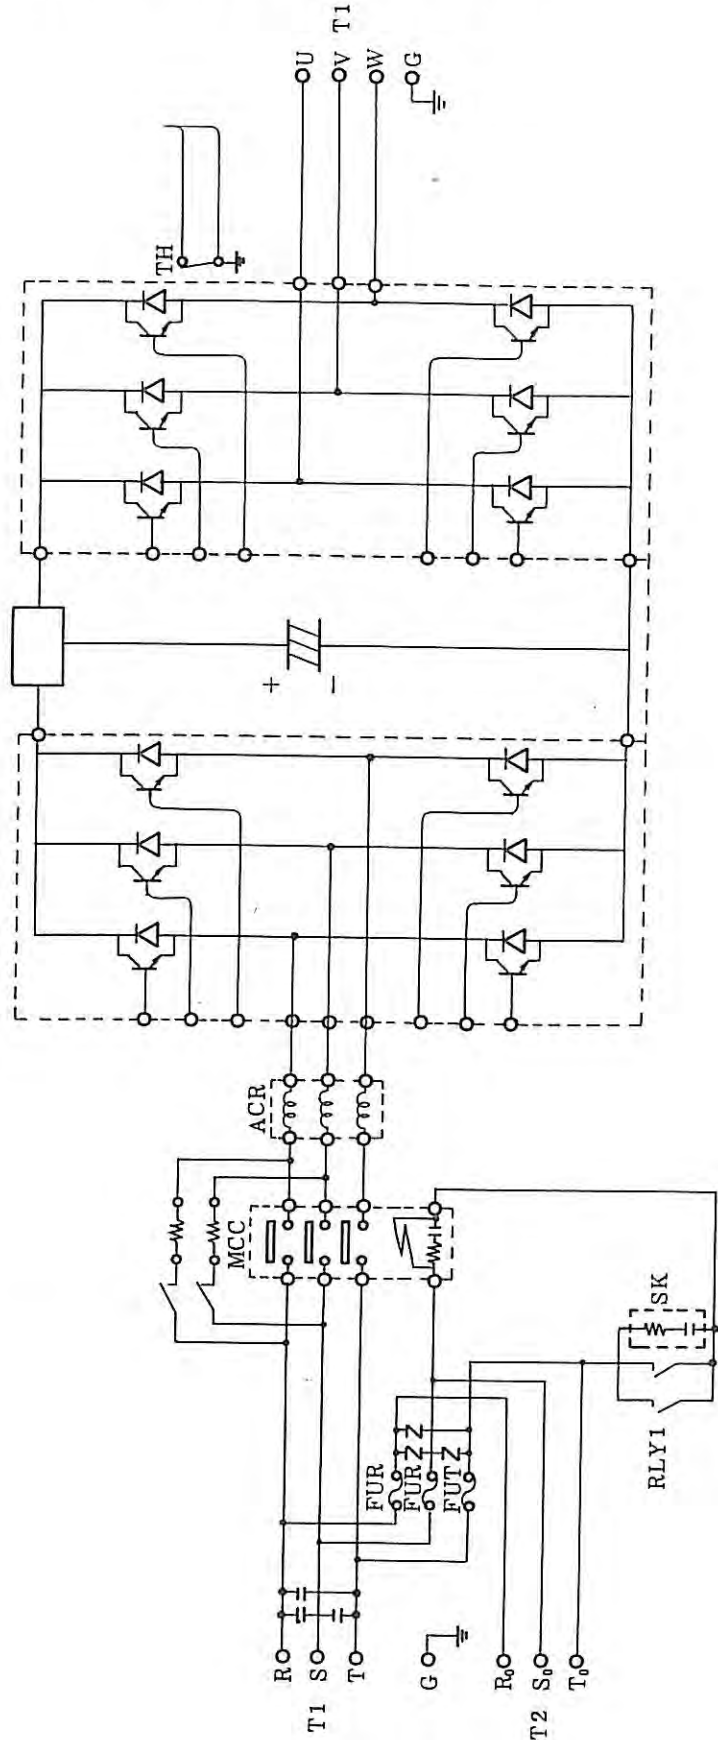 U
V T1
W
G
TH
ACR
MCC
SK
RLY1
FUR
FUR
FUT
+
−
R
T1 S
T
G
R₀
T2 S₀
T₀